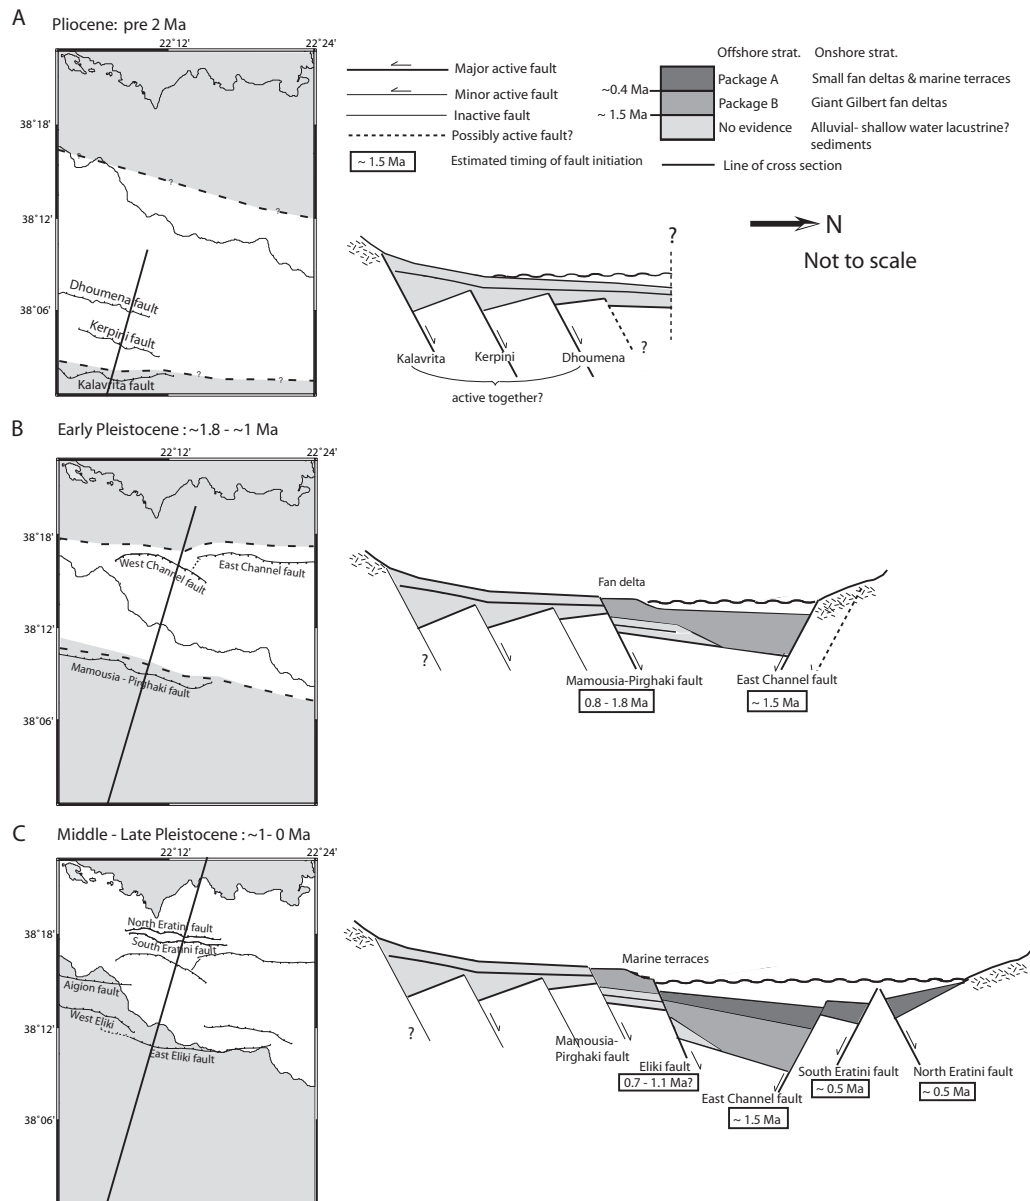 A
Pliocene: pre 2 Ma
22˚12'
22˚24'
38˚18'
38˚12'
38˚06'
?
?
Dhoumena fault
Kerpini fault
?
?
Kalavrita fault
Major active fault
Minor active fault
Inactive fault
Possibly active fault?
~ 1.5 Ma
Estimated timing of fault initiation
Offshore strat.
Onshore strat.
~0.4 Ma
~ 1.5 Ma
Package A
Small fan deltas & marine terraces
Package B
Giant Gilbert fan deltas
No evidence
Alluvial- shallow water lacustrine?
sediments
Line of cross section
N
Not to scale
?
Kalavrita
Kerpini
Dhoumena
?
active together?
B
Early Pleistocene : ~1.8 - ~1 Ma
22˚12'
22˚24'
38˚18'
38˚12'
38˚06'
West Channel fault
East Channel fault
Mamousia - Pirghaki fault
Fan delta
?
Mamousia-Pirghaki fault
0.8 - 1.8 Ma
East Channel fault
~ 1.5 Ma
C
Middle - Late Pleistocene : ~1- 0 Ma
22˚12'
22˚24'
38˚18'
38˚12'
38˚06'
North Eratini fault
South Eratini fault
Aigion fault
West Eliki
East Eliki fault
Marine terraces
?
Mamousia-
Pirghaki fault
Eliki fault
0.7 - 1.1 Ma?
East Channel fault
~ 1.5 Ma
South Eratini fault
~ 0.5 Ma
North Eratini fault
~ 0.5 Ma